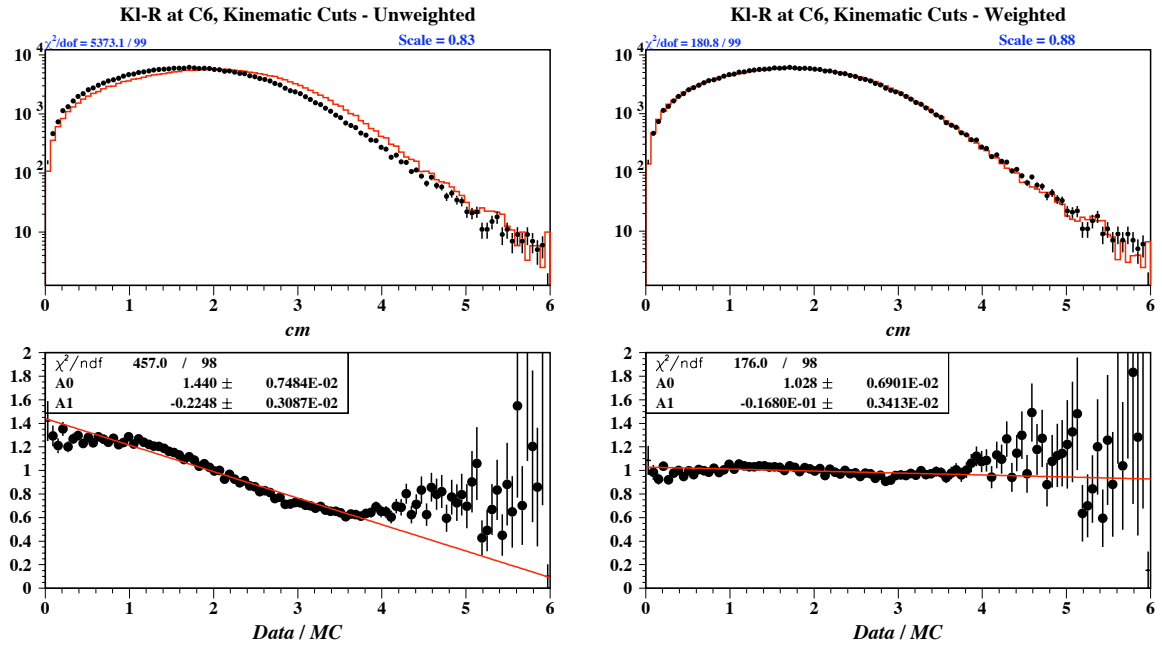 Kl-R at C6, Kinematic Cuts - Unweighted
χ²/dof = 5373.1 / 99 Scale = 0.83
10⁴
10³
10²
10
0 1 2 3 4 5 6
cm
χ²/ndf 457.0 / 98
A0 1.440 ± 0.7484E-02
A1 -0.2248 ± 0.3087E-02
2
1.8
1.6
1.4
1.2
1
0.8
0.6
0.4
0.2
0
0 1 2 3 4 5 6
Data / MC
Kl-R at C6, Kinematic Cuts - Weighted
χ²/dof = 180.8 / 99 Scale = 0.88
10⁴
10³
10²
10
0 1 2 3 4 5 6
cm
χ²/ndf 176.0 / 98
A0 1.028 ± 0.6901E-02
A1 -0.1680E-01 ± 0.3413E-02
2
1.8
1.6
1.4
1.2
1
0.8
0.6
0.4
0.2
0
0 1 2 3 4 5 6
Data / MC